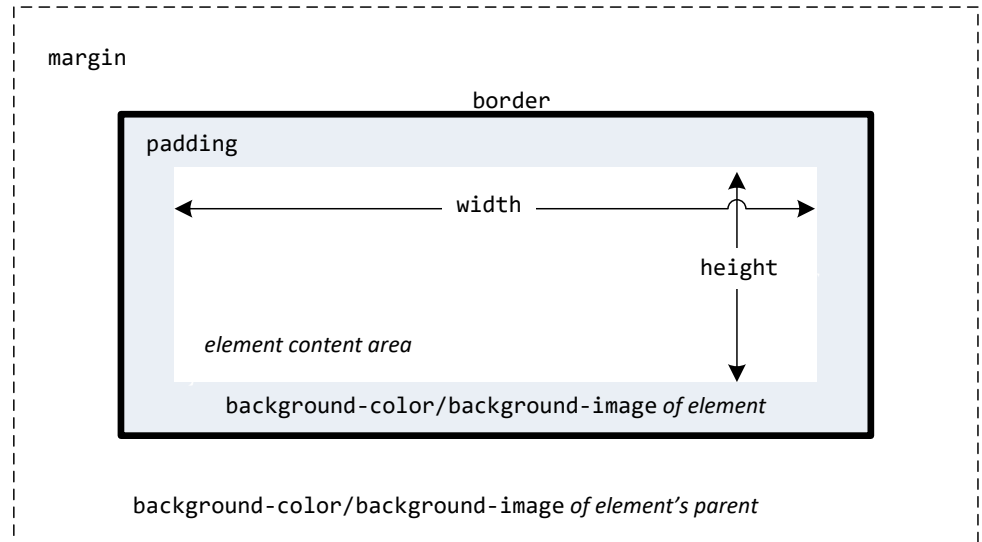 margin
border
padding
width
height
element content area
background-color/background-image of element
background-color/background-image of element’s parent